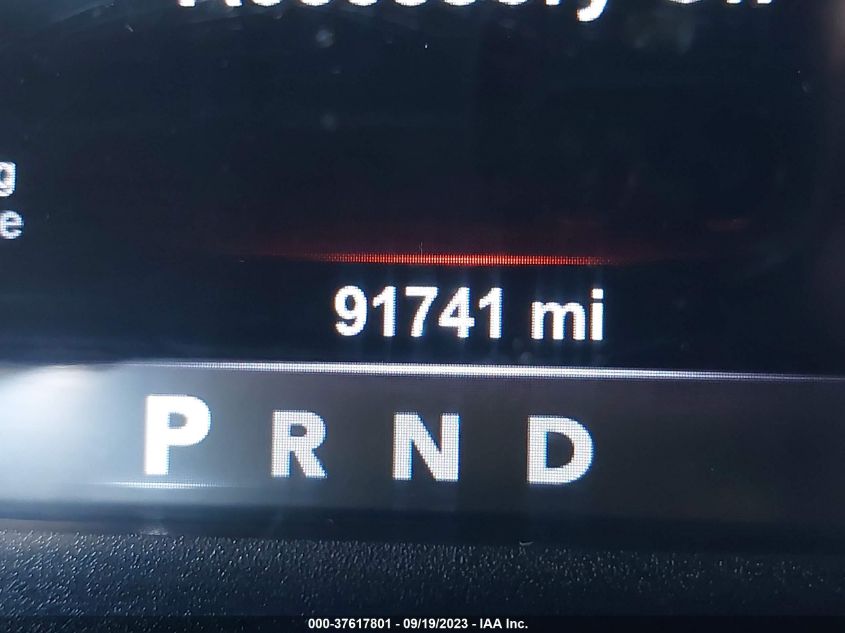 g
e
91741 mi
P R N D
000-37617801 - 09/19/2023 - IAA Inc.